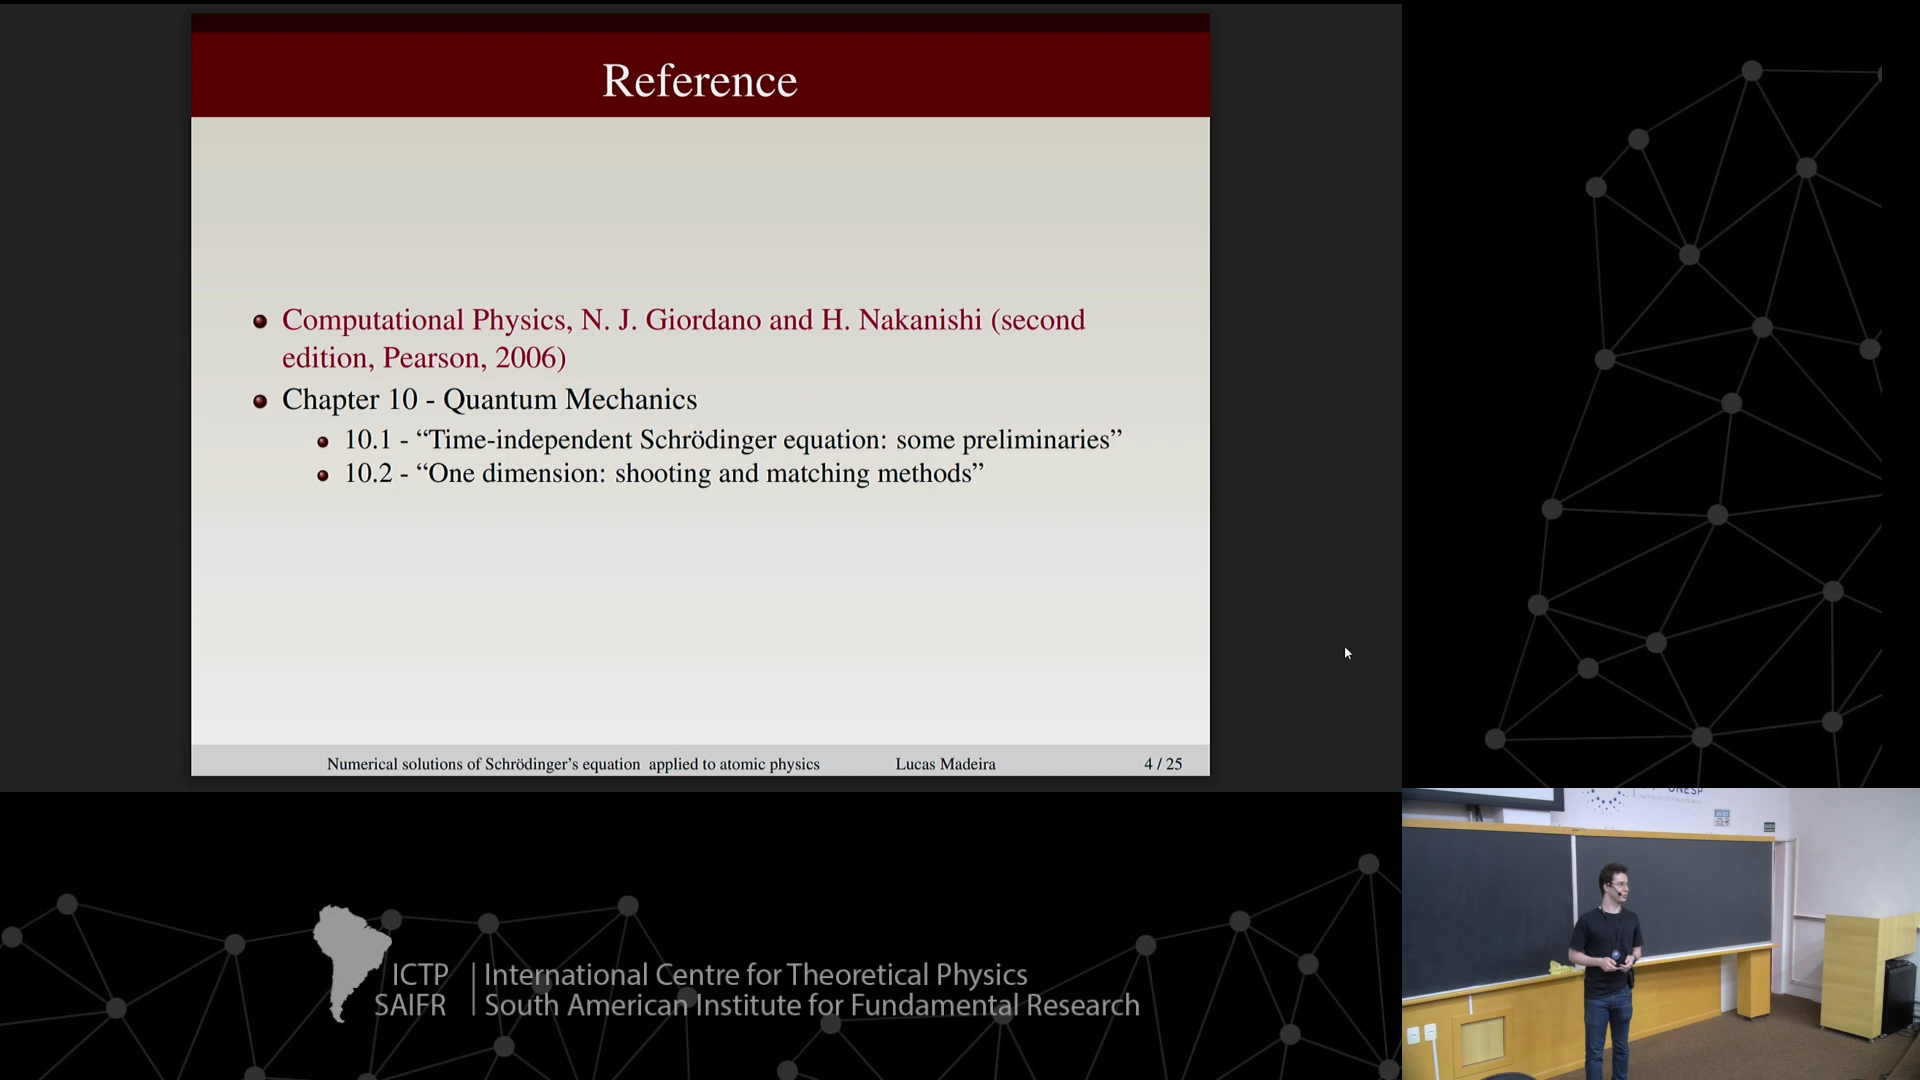 Reference
Computational Physics, N. J. Giordano and H. Nakanishi (second
edition, Pearson, 2006)
Chapter 10 - Quantum Mechanics
10.1 - “Time-independent Schrödinger equation: some preliminaries”
10.2 - “One dimension: shooting and matching methods”
Numerical solutions of Schrödinger’s equation applied to atomic physics Lucas Madeira 4 / 25
UNESP
ICTP International Centre for Theoretical Physics
SAIFR South American Institute for Fundamental Research